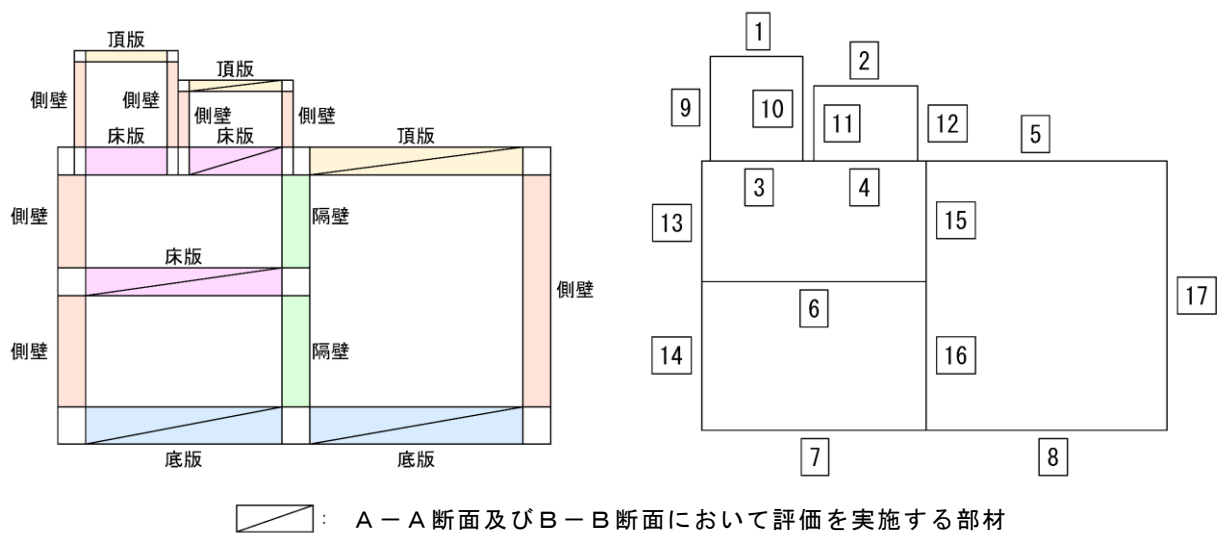 頂版
頂版
側壁
側壁
側壁
側壁
床版
床版
頂版
側壁
隔壁
床版
側壁
側壁
隔壁
底版
底版
1
2
9
10
11
12
5
3
4
13
15
6
17
14
16
7
8
: A-A断面及びB-B断面において評価を実施する部材